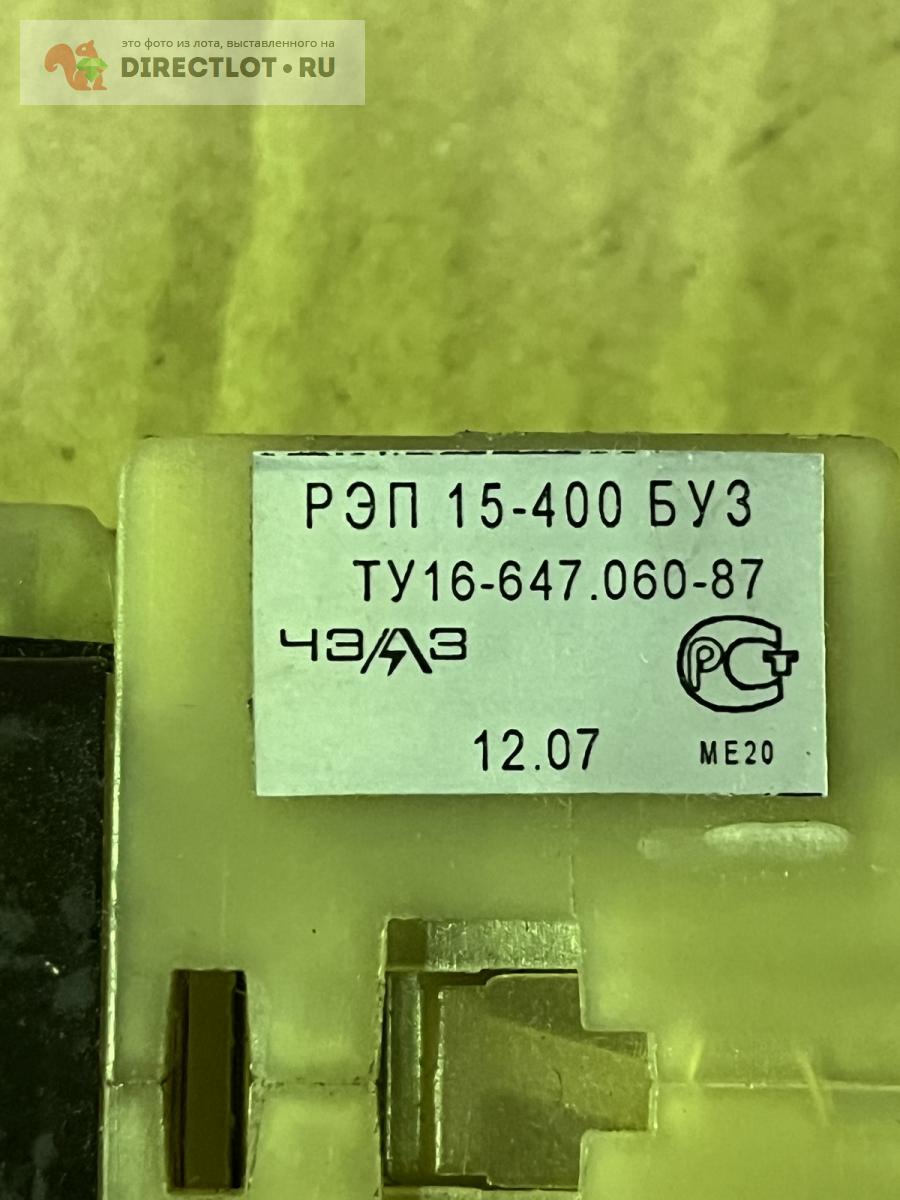 это фото из лота, выставленного на
DIRECTLOT.RU
РЭП 15-400 БУ3
ТУ16-647.060-87
ЧЭАЗ
РСТ
12.07
МЕ20